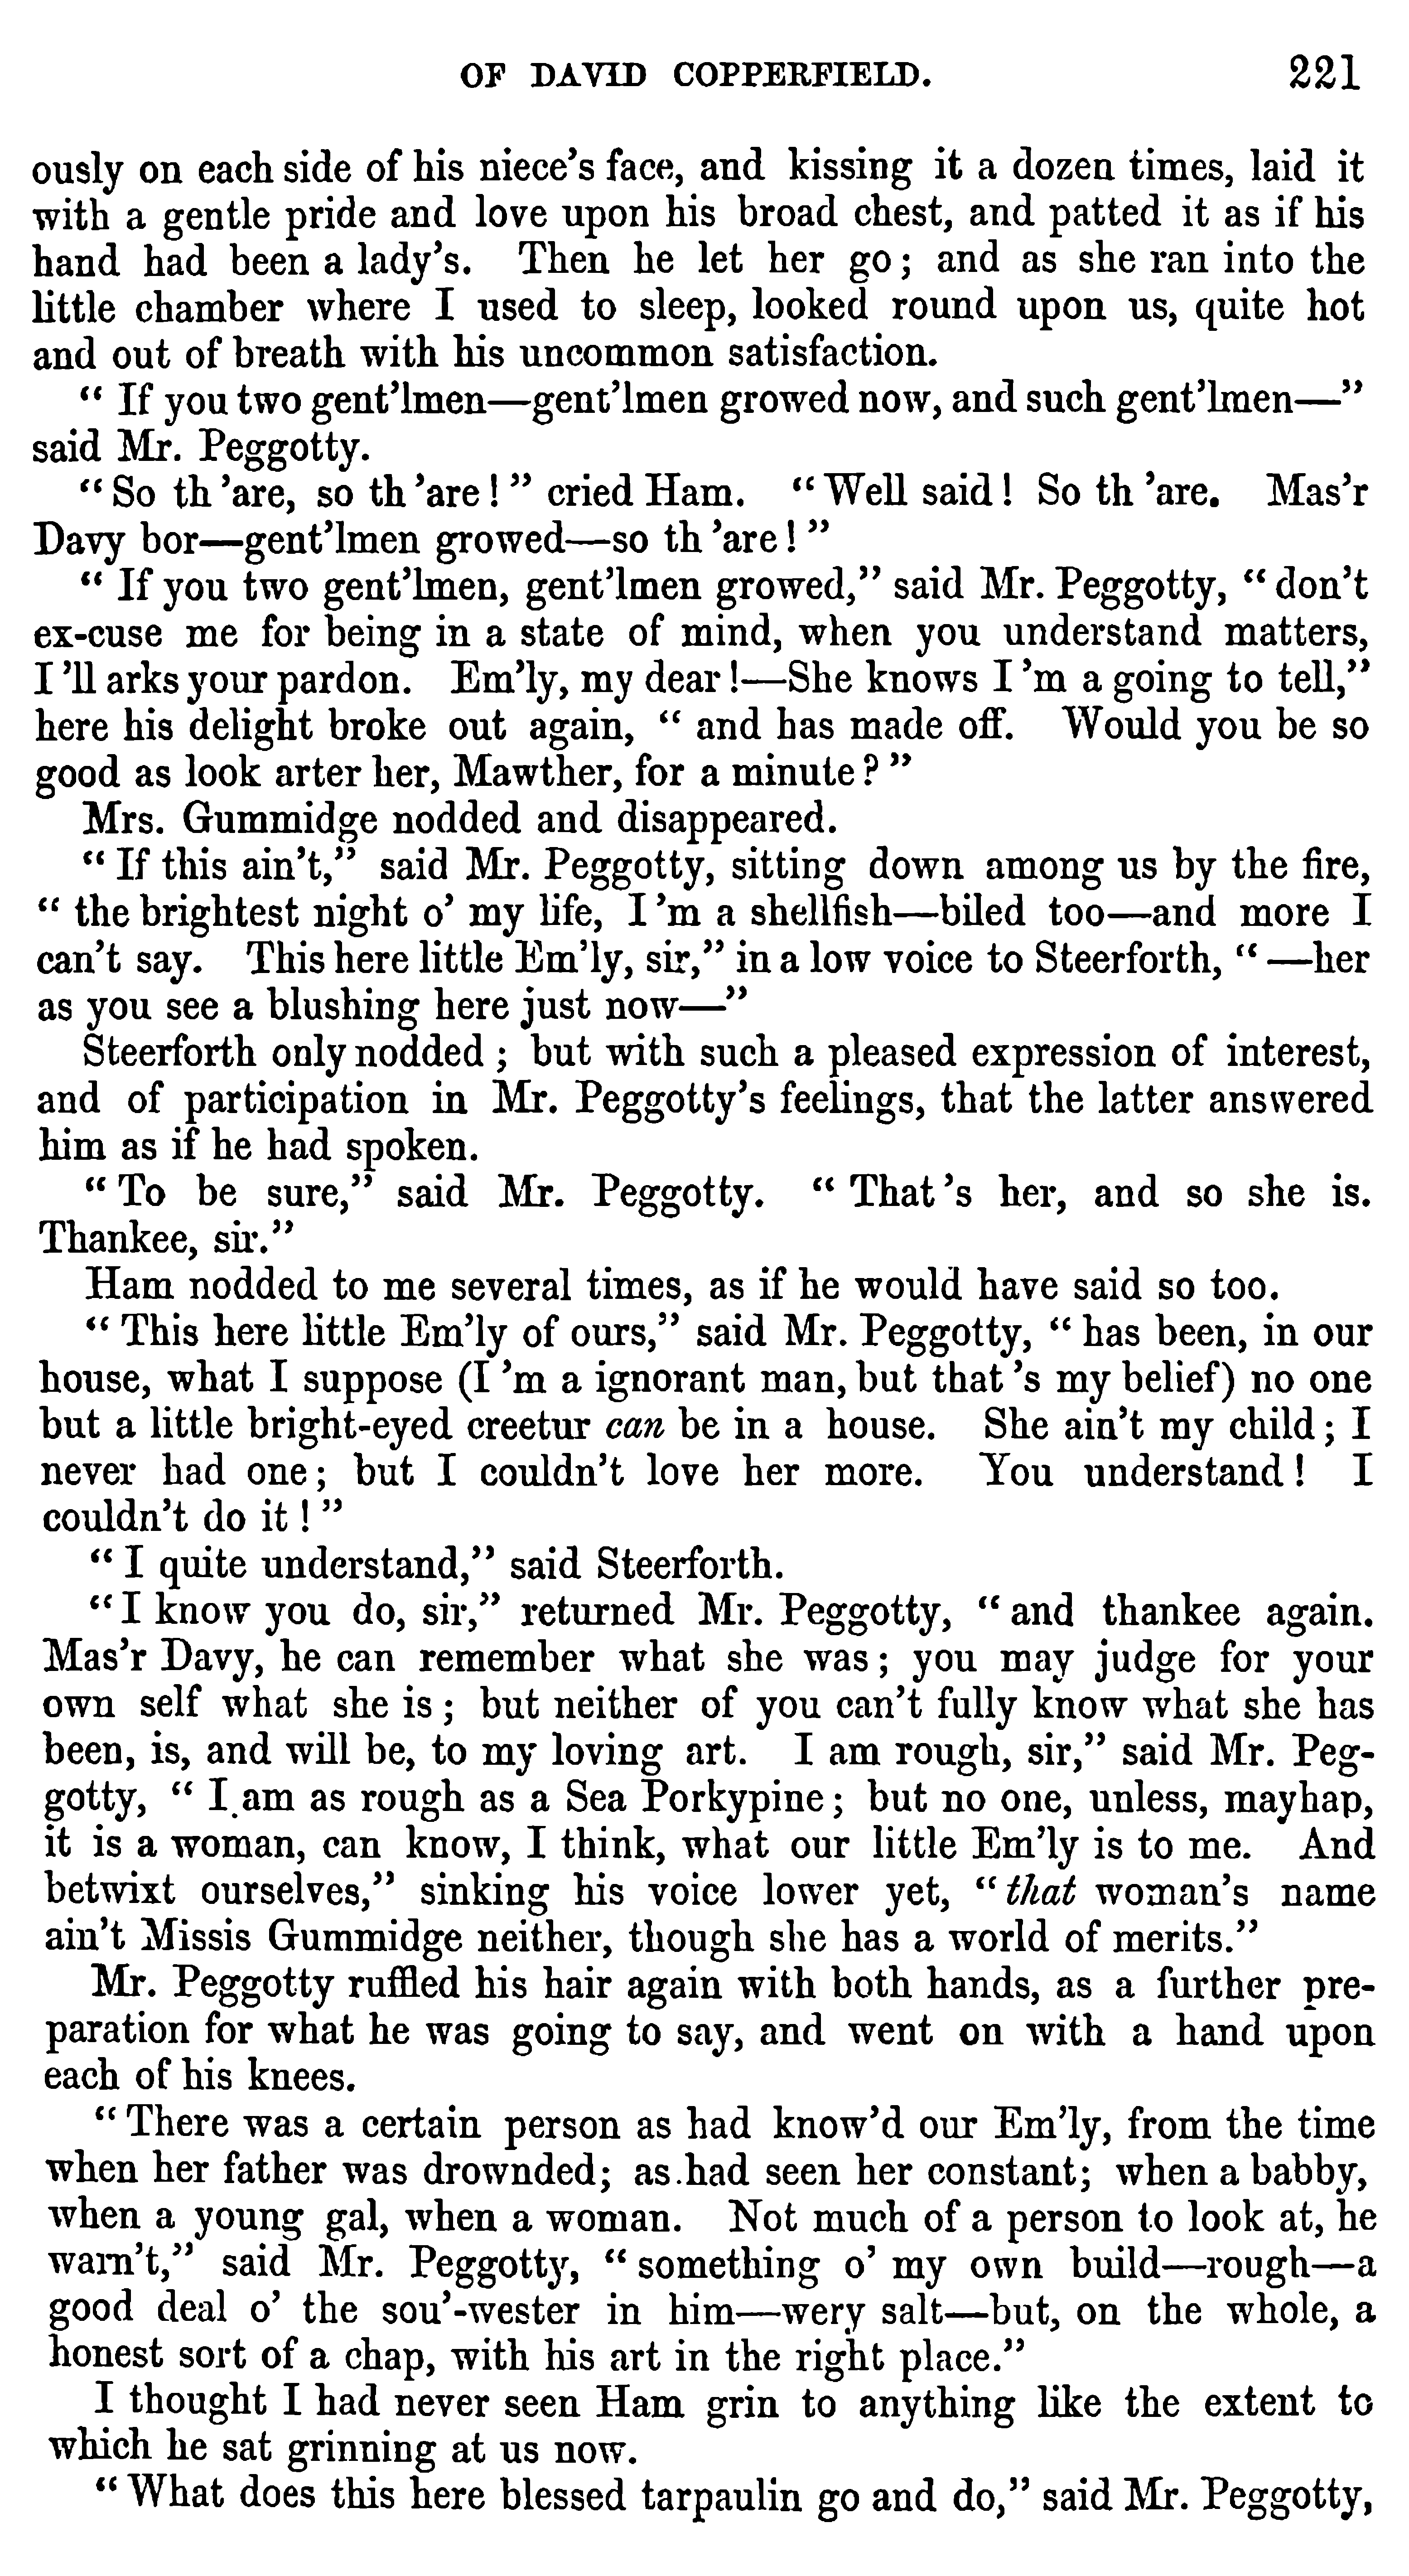 OF DAVID COPPERFIELD. 221
ously on each side of his niece's face, and kissing it a dozen times, laid it
with a gentle pride and love upon his broad chest, and patted it as if his
hand had been a lady's. Then he let her go; and as she ran into the
little chamber where I used to sleep, looked round upon us, quite hot
and out of breath with his uncommon satisfaction.
"If you two gent'lmen—gent'lmen growed now, and such gent'lmen—"
said Mr. Peggotty.
"So th 'are, so th 'are!" cried Ham. "Well said! So th 'are. Mas'r
Davy bor—gent'lmen growed—so th 'are!"
"If you two gent'lmen, gent'lmen growed," said Mr. Peggotty, "don't
ex-cuse me for being in a state of mind, when you understand matters,
I 'll arks your pardon. Em'ly, my dear!—She knows I 'm a going to tell,"
here his delight broke out again, "and has made off. Would you be so
good as look arter her, Mawther, for a minute?"
Mrs. Gummidge nodded and disappeared.
"If this ain't," said Mr. Peggotty, sitting down among us by the fire,
"the brightest night o' my life, I 'm a shellfish—biled too—and more I
can't say. This here little Em'ly, sir," in a low voice to Steerforth, "—her
as you see a blushing here just now—"
Steerforth only nodded; but with such a pleased expression of interest,
and of participation in Mr. Peggotty's feelings, that the latter answered
him as if he had spoken.
"To be sure," said Mr. Peggotty. "That 's her, and so she is.
Thankee, sir."
Ham nodded to me several times, as if he would have said so too.
"This here little Em'ly of ours," said Mr. Peggotty, "has been, in our
house, what I suppose (I 'm a ignorant man, but that 's my belief) no one
but a little bright-eyed creetur can be in a house. She ain't my child; I
never had one; but I couldn't love her more. You understand! I
couldn't do it!"
"I quite understand," said Steerforth.
"I know you do, sir," returned Mr. Peggotty, "and thankee again.
Mas'r Davy, he can remember what she was; you may judge for your
own self what she is; but neither of you can't fully know what she has
been, is, and will be, to my loving art. I am rough, sir," said Mr. Peg-
gotty, "I am as rough as a Sea Porkypine; but no one, unless, mayhap,
it is a woman, can know, I think, what our little Em'ly is to me. And
betwixt ourselves," sinking his voice lower yet, "that woman's name
ain't Missis Gummidge neither, though she has a world of merits."
Mr. Peggotty ruffled his hair again with both hands, as a further pre-
paration for what he was going to say, and went on with a hand upon
each of his knees.
"There was a certain person as had know'd our Em'ly, from the time
when her father was drownded; as had seen her constant; when a babby,
when a young gal, when a woman. Not much of a person to look at, he
warn't," said Mr. Peggotty, "something o' my own build—rough—a
good deal o' the sou'-wester in him—wery salt—but, on the whole, a
honest sort of a chap, with his art in the right place."
I thought I had never seen Ham grin to anything like the extent to
which he sat grinning at us now.
"What does this here blessed tarpaulin go and do," said Mr. Peggotty,